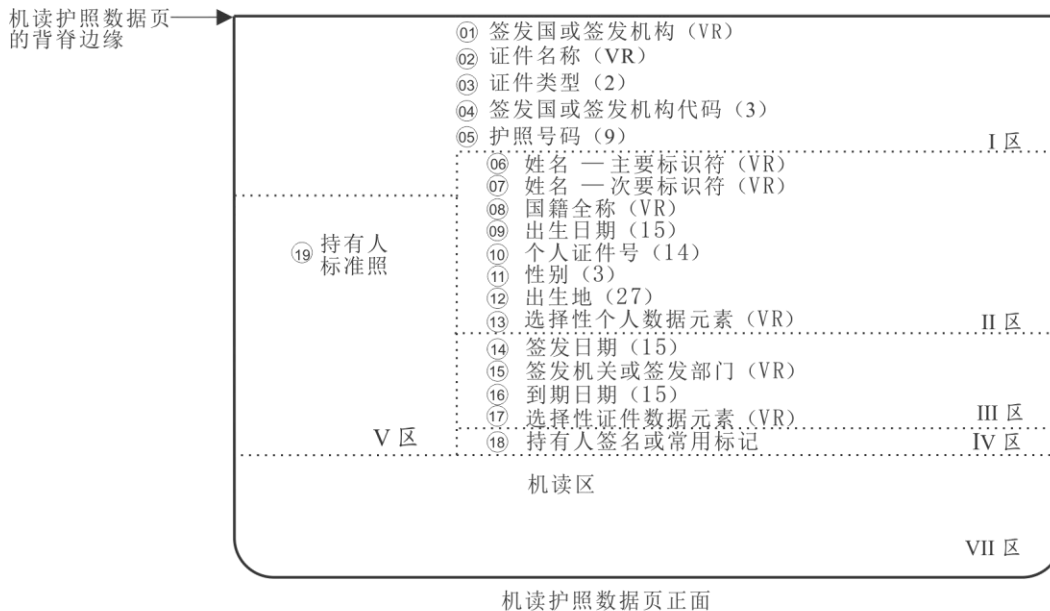 机读护照数据页
的背脊边缘
01 签发国或签发机构（VR）
02 证件名称（VR）
03 证件类型（2）
04 签发国或签发机构代码（3）
05 护照号码（9）
I 区
06 姓名 — 主要标识符（VR）
07 姓名 — 次要标识符（VR）
08 国籍全称（VR）
09 出生日期（15）
10 个人证件号（14）
11 性别（3）
12 出生地（27）
13 选择性个人数据元素（VR）
II 区
14 签发日期（15）
15 签发机关或签发部门（VR）
16 到期日期（15）
17 选择性证件数据元素（VR）
III 区
18 持有人签名或常用标记
IV 区
19 持有人
标准照
V 区
机读区
VII 区
机读护照数据页正面